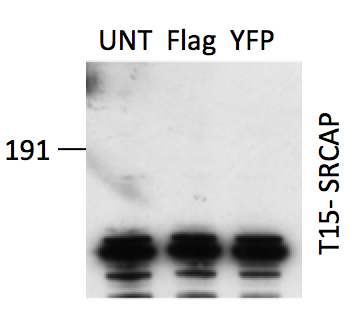 UNT Flag YFP
191
T15- SRCAP